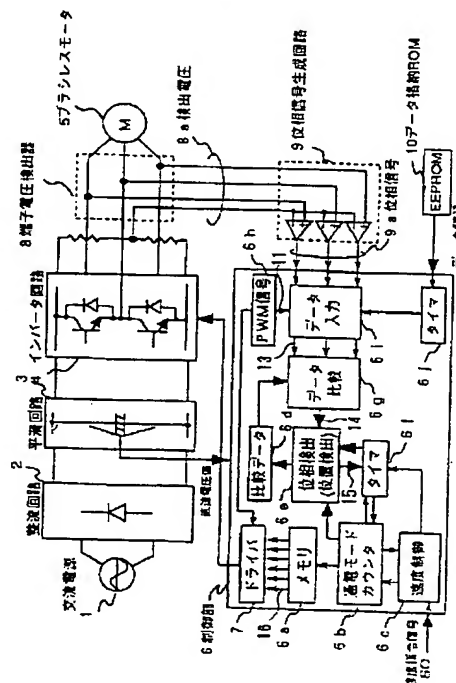 5ブラシレスモータ
M
8端子電圧検出器
8a検出電圧
9位相信号生成回路
9a位相信号
10データ格納ROM
EEPROM
4
インバータ回路
3
平滑回路
2
整流回路
交流電源
1
直流電圧値
6制御部
ドライバ
7
16
メモリ
6a
通電モードカウンタ
6b
速度制御
6c
60
PWM信号
6h
11
データ入力
6i
13
データ比較
6g
14
比較データ
6d
位相検出(位置検出)
6e
15
タイマ
6f
タイマ
6j